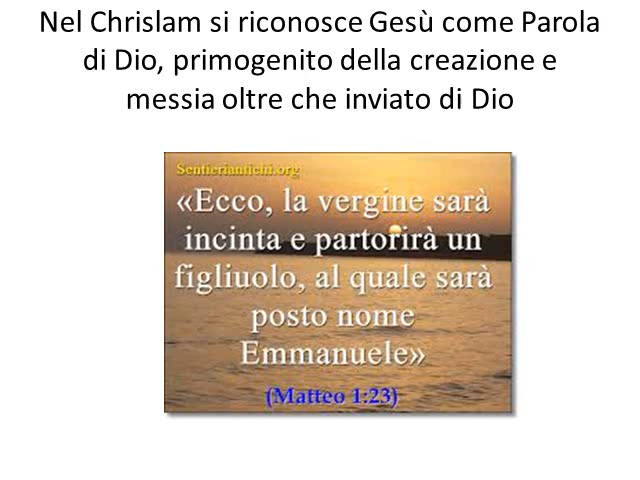 Nel Chrislam si riconosce Gesù come Parola
di Dio, primogenito della creazione e
messia oltre che inviato di Dio
Sentieriantichi.org
«Ecco, la vergine sarà
incinta e partorirà un
figliuolo, al quale sarà
posto nome
Emmanuele»
(Matteo 1:23)